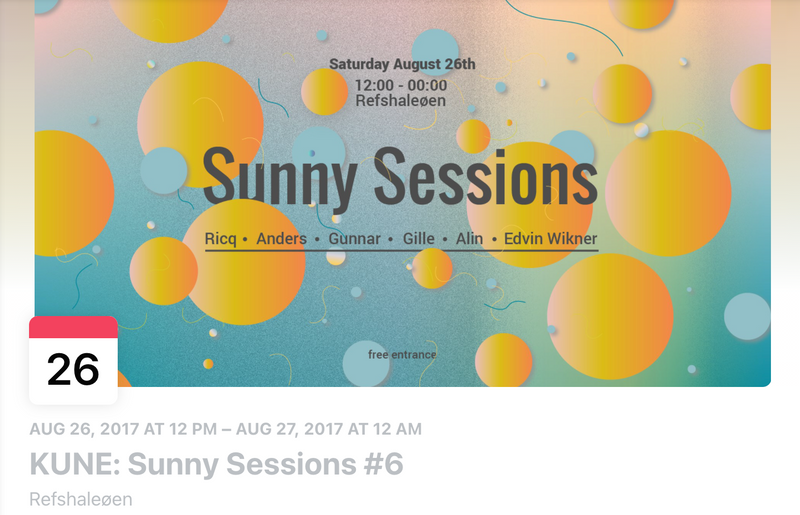 Saturday August 26th
12:00 - 00:00
Refshaleøen
Sunny Sessions
Ricq • Anders • Gunnar • Gille • Alin • Edvin Wikner
free entrance
26
AUG 26, 2017 AT 12 PM – AUG 27, 2017 AT 12 AM
KUNE: Sunny Sessions #6
Refshaleøen